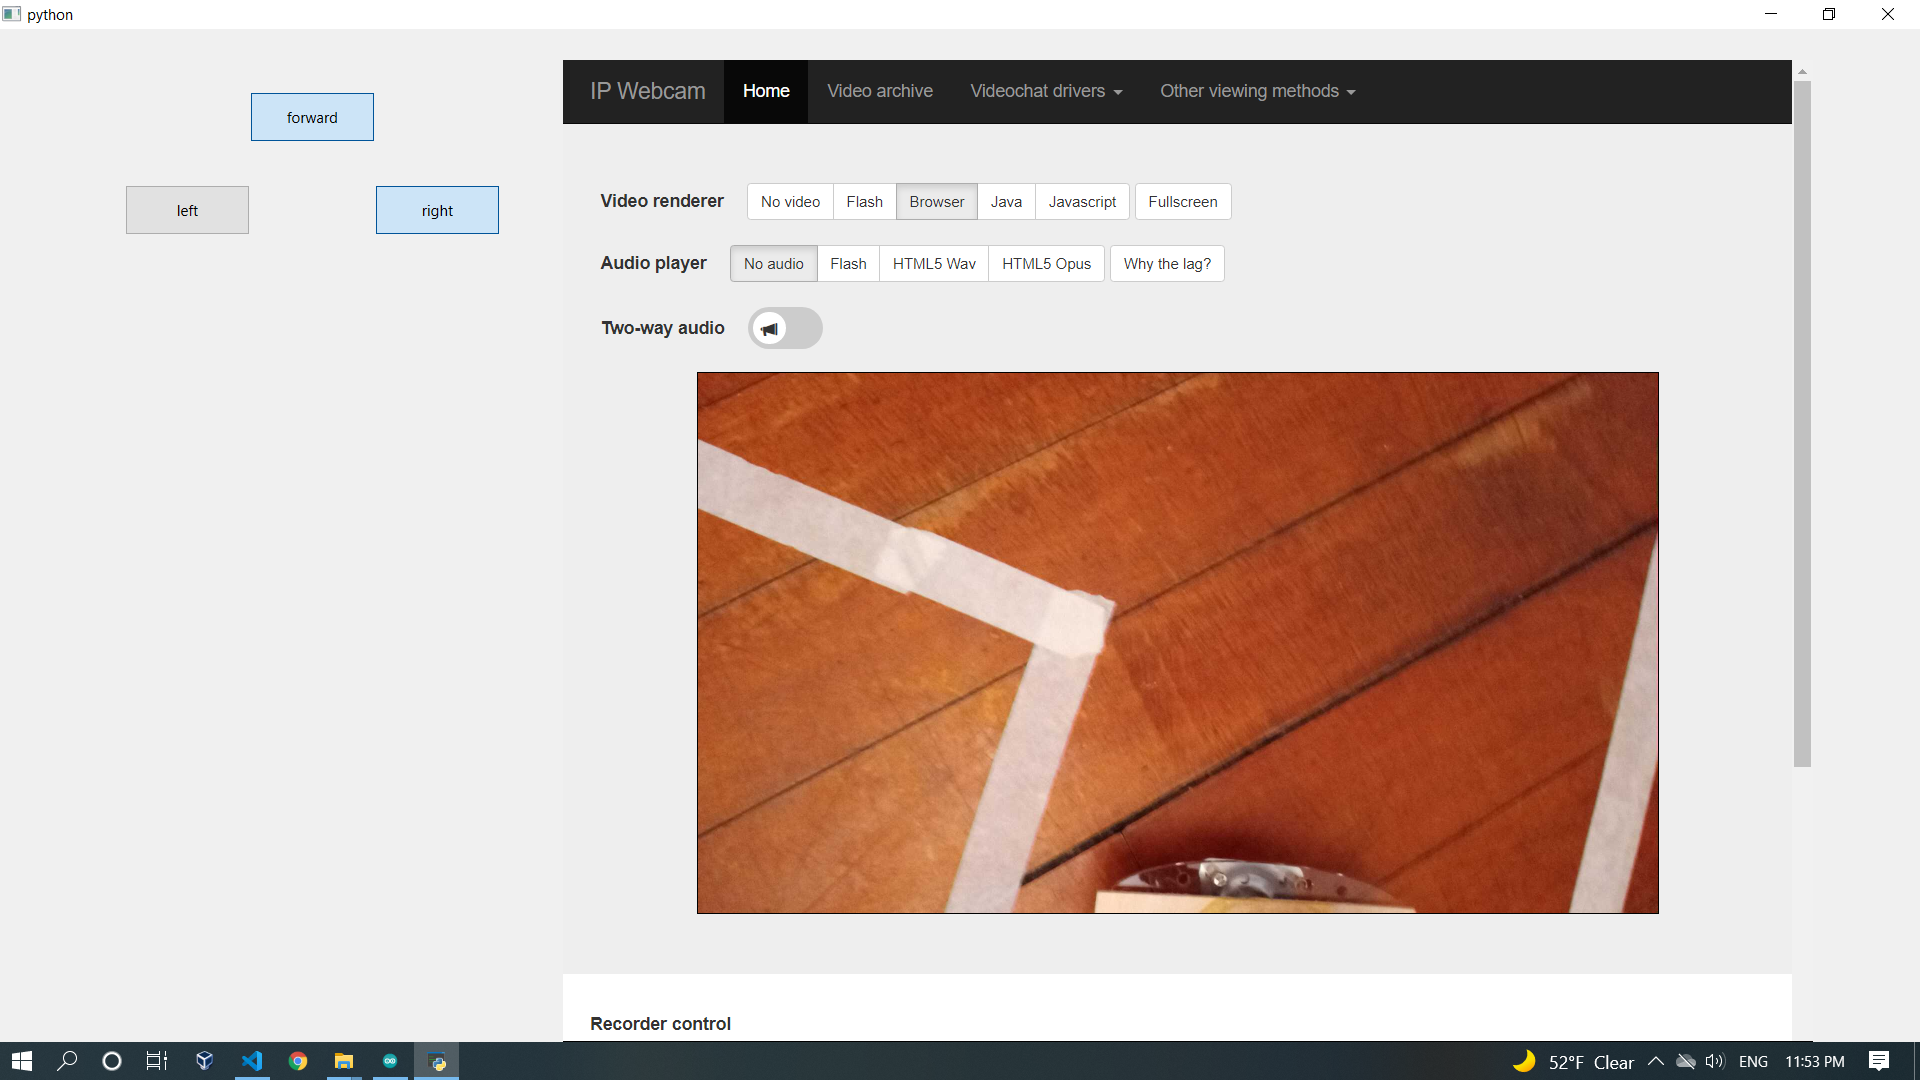 python
forward
left
right
IP Webcam Home Video archive Videochat drivers Other viewing methods
Video renderer No video Flash Browser Java Javascript Fullscreen
Audio player No audio Flash HTML5 Wav HTML5 Opus Why the lag?
Two-way audio
Recorder control
52°F Clear ENG 11:53 PM